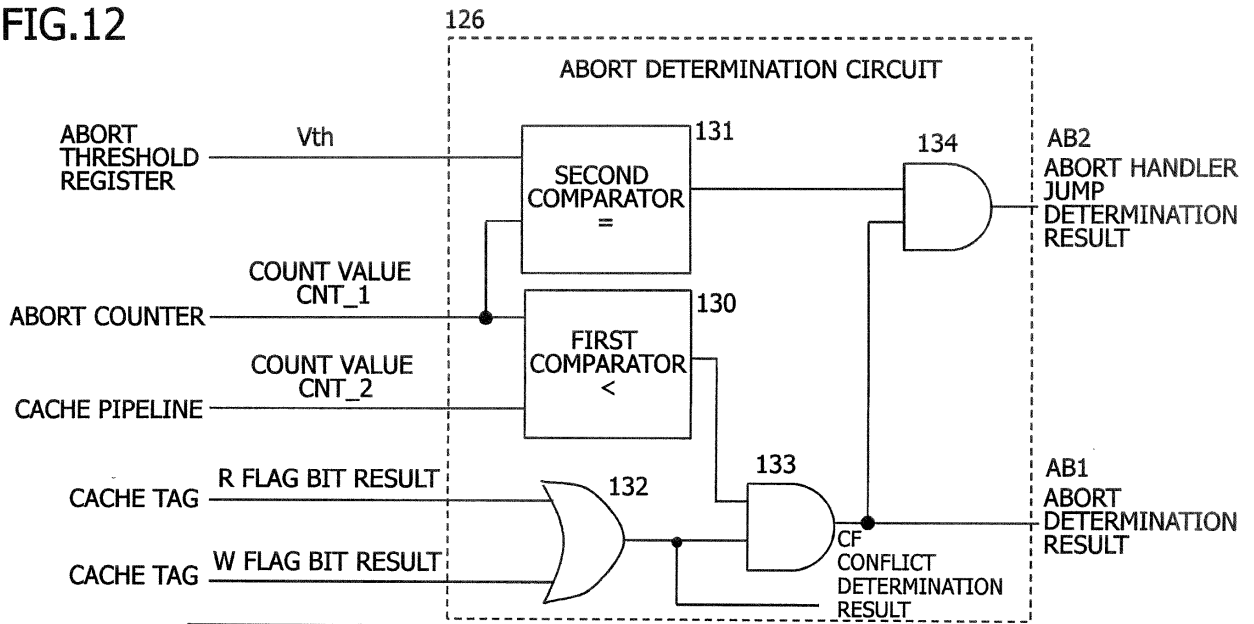 FIG.12
126
ABORT DETERMINATION CIRCUIT
ABORT
THRESHOLD
REGISTER
Vth
131
SECOND
COMPARATOR
=
134
AB2
ABORT HANDLER
JUMP
DETERMINATION
RESULT
ABORT COUNTER
COUNT VALUE
CNT_1
130
FIRST
COMPARATOR
<
COUNT VALUE
CNT_2
CACHE PIPELINE
CACHE TAG
R FLAG BIT RESULT
132
133
AB1
ABORT
DETERMINATION
RESULT
CACHE TAG
W FLAG BIT RESULT
CF
CONFLICT
DETERMINATION
RESULT